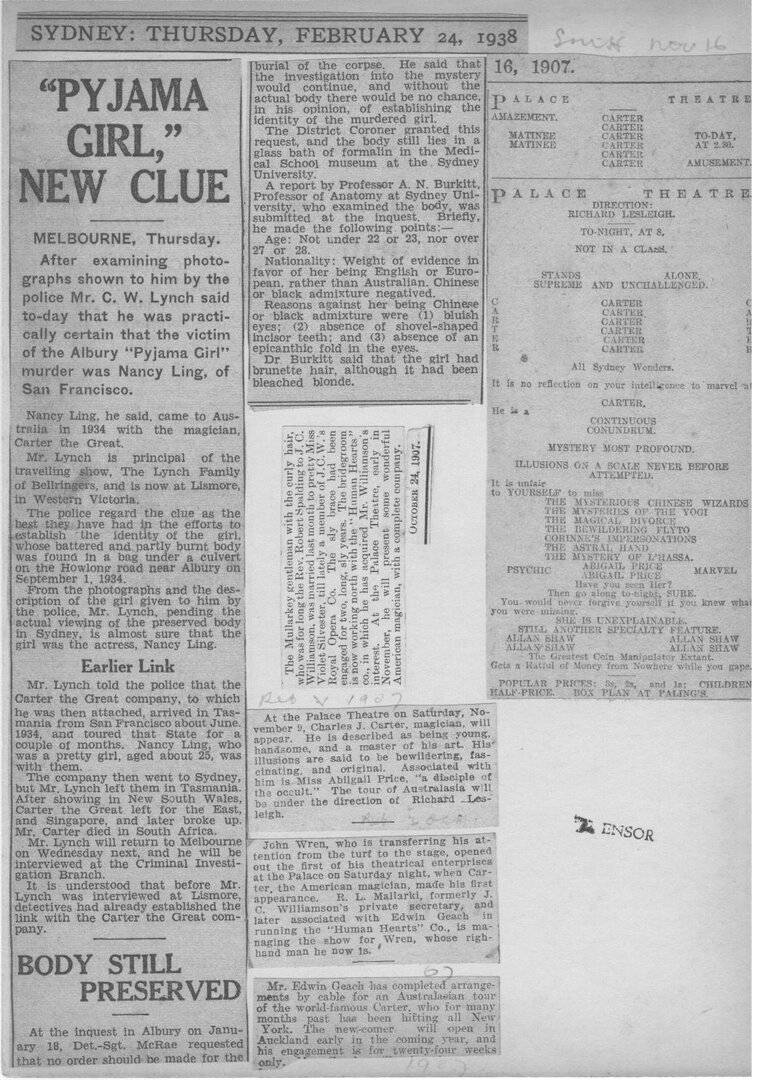 SYDNEY: THURSDAY, FEBRUARY 24, 1938
"PYJAMA
GIRL,"
NEW CLUE
MELBOURNE, Thursday.
After examining photo-
graphs shown to him by the
police Mr. C. W. Lynch said
to-day that he was practi-
cally certain that the victim
of the Albury "Pyjama Girl"
murder was Nancy Ling, of
San Francisco.
Nancy Ling, he said, came to Aus-
tralia in 1934 with the magician,
Carter the Great.
Mr. Lynch is principal of the
travelling show, The Lynch Family
of Bellringers, and is now at Lismore,
in Western Victoria.
The police regard the clue as the
best they have had in the efforts to
establish the identity of the girl,
whose battered and partly burnt body
was found in a bag under a culvert
on the Howlong road near Albury on
September 1, 1934.
From the photographs and the des-
cription of the girl given to him by
the police, Mr. Lynch, pending the
actual viewing of the preserved body
in Sydney, is almost sure that the
girl was the actress, Nancy Ling.
Earlier Link
Mr. Lynch told the police that the
Carter the Great company, to which
he was then attached, arrived in Tas-
mania from San Francisco about June,
1934, and toured that State for a
couple of months. Nancy Ling, who
was a pretty girl, aged about 25, was
with them.
The company then went to Sydney,
but Mr. Lynch left them in Tasmania.
After showing in New South Wales,
Carter the Great left for the East,
and Singapore, and later broke up.
Mr. Carter died in South Africa.
Mr. Lynch will return to Melbourne
on Wednesday next, and he will be
interviewed at the Criminal Investi-
gation Branch.
It is understood that before Mr.
Lynch was interviewed at Lismore,
detectives had already established the
link with the Carter the Great com-
pany.
BODY STILL
PRESERVED
At the inquest in Albury on Janu-
ary 18, Det.-Sgt. McRae requested
that no order should be made for the
burial of the corpse. He said that
the investigation into the mystery
would continue, and without the
actual body there would be no chance,
in his opinion, of establishing the
identity of the murdered girl.
The District Coroner granted this
request, and the body still lies in a
glass bath of formalin in the Medi-
cal School museum at the Sydney
University.
A report by Professor A. N. Burkitt,
Professor of Anatomy at Sydney Uni-
versity, who examined the body, was
submitted at the inquest. Briefly,
he made the following points:—
Age: Not under 22 or 23, nor over
27 or 28.
Nationality: Weight of evidence in
favor of her being English or Euro-
pean, rather than Australian. Chinese
or black admixture negatived.
Reasons against her being Chinese
or black admixture were (1) bluish
eyes; (2) absence of shovel-shaped
incisor teeth; and (3) absence of an
epicanthic fold in the eyes.
Dr Burkitt said that the girl had
brunette hair, although it had been
bleached blonde.
The Mullarkey gentleman with the curly hair,
who was for long the Rev. Robert Spalding to J. C.
Williamson, was married last month to pretty Miss
Violet Silvester, till lately a member of J.C.W.'s
Royal Opera Co. The sly brace had been
engaged for two, long, sly years. The bridegroom
is now working north with the "Human Hearts"
co., in which he has acquired Mr. Williamson's
interest. At the Palace Theatre, early in
November, he will present some wonderful
American magician, with a complete company.
OCTOBER 24, 1907.
1907
At the Palace Theatre on Saturday, No-
vember 9, Charles J. Carter, magician, will
appear. He is described as being young,
handsome, and a master of his art. His
illusions are said to be bewildering, fas-
cinating, and original. Associated with
him is Miss Abilgail Price, "a disciple of
the occult." The tour of Australasia will
be under the direction of Richard Les-
leigh.
John Wren, who is transferring his at-
tention from the turf to the stage, opened
out the first of his theatrical enterprises
at the Palace on Saturday night, when Car-
ter, the American magician, made his first
appearance. R. L. Mallarki, formerly J.
C. Williamson's private secretary, and
later associated with Edwin Geach in
running the "Human Hearts" Co., is ma-
naging the show for Wren, whose righ-
hand man he now is.
07
Mr. Edwin Geach has completed arrange-
ments by cable for an Australasian tour
of the world-famous Carter, who for many
months past has been hitting all New
York. The new-comer will open in
Auckland early in the coming year, and
his engagement is for twenty-four weeks
only.
1907
Nov 16
16, 1907.
PALACE THEATRE
AMAZEMENT. CARTER
CARTER
MATINEE CARTER TO-DAY,
MATINEE CARTER AT 2.30.
CARTER
CARTER AMUSEMENT.
PALACE THEATRE
DIRECTION:
RICHARD LESLEIGH.
TO-NIGHT, AT 8,
NOT IN A CLASS.
STANDS ALONE,
SUPREME AND UNCHALLENGED.
C CARTER C
A CARTER A
R CARTER R
T CARTER T
E CARTER E
R CARTER R
All Sydney Wonders.
It is no reflection on your intelligence to marvel at
CARTER.
He is a
CONTINUOUS
CONUNDRUM.
MYSTERY MOST PROFOUND.
ILLUSIONS ON A SCALE NEVER BEFORE
ATTEMPTED.
It is unfair
to YOURSELF to miss
THE MYSTERIOUS CHINESE WIZARDS
THE MYSTERIES OF THE YOGI
THE MAGICAL DIVORCE
THE BEWILDERING FLYTO
CORINNE'S IMPERSONATIONS
THE ASTRAL HAND
THE MYSTERY OF L'HASSA.
PSYCHIC ABIGAIL PRICE MARVEL
ABIGAIL PRICE
Have you seen Her?
Then go along to-night, SURE.
You would never forgive yourself if you knew what
you were missing.
SHE IS UNEXPLAINABLE.
STILL ANOTHER SPECIALTY FEATURE.
ALLAN SHAW ALLAN SHAW
ALLAN SHAW ALLAN SHAW
The Greatest Coin Manipulator Extant.
Gets a Hatful of Money from Nowhere while you gape.
POPULAR PRICES: 3s, 2s, and 1s: CHILDREN
HALF-PRICE. BOX PLAN AT PALING'S.
ENSOR